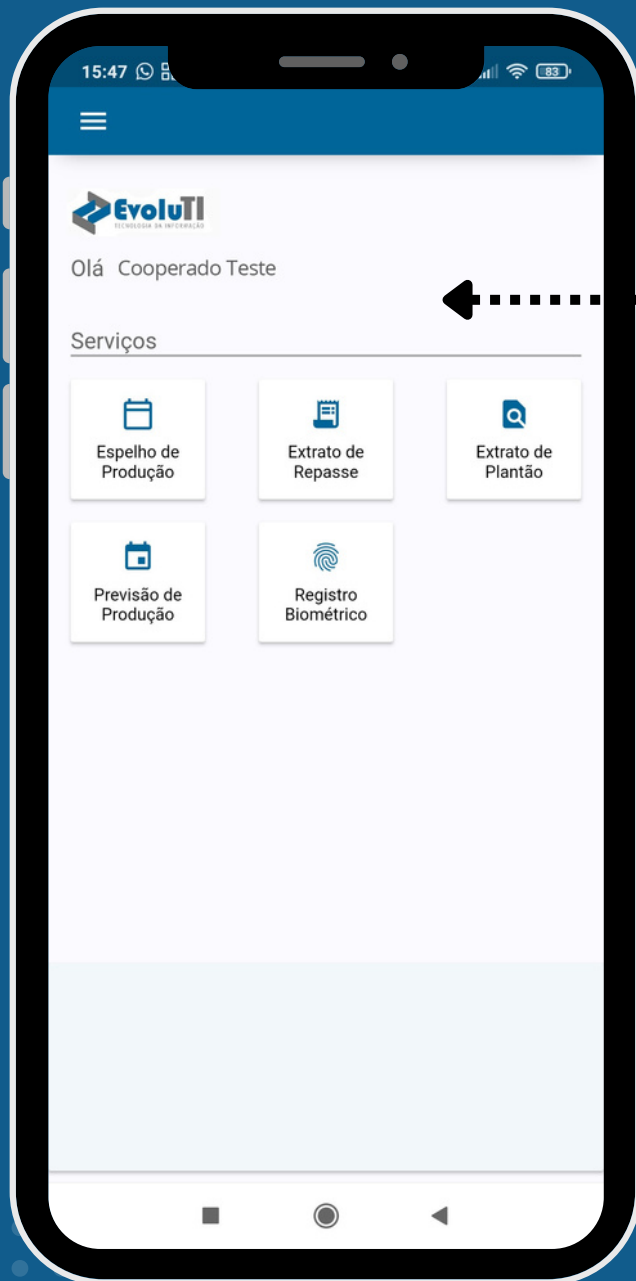 15:47
83
EvoluTI
TECNOLOGIA DA INFORMAÇÃO
Olá Cooperado Teste
Serviços
Espelho de
Produção
Extrato de
Repasse
Extrato de
Plantão
Previsão de
Produção
Registro
Biométrico